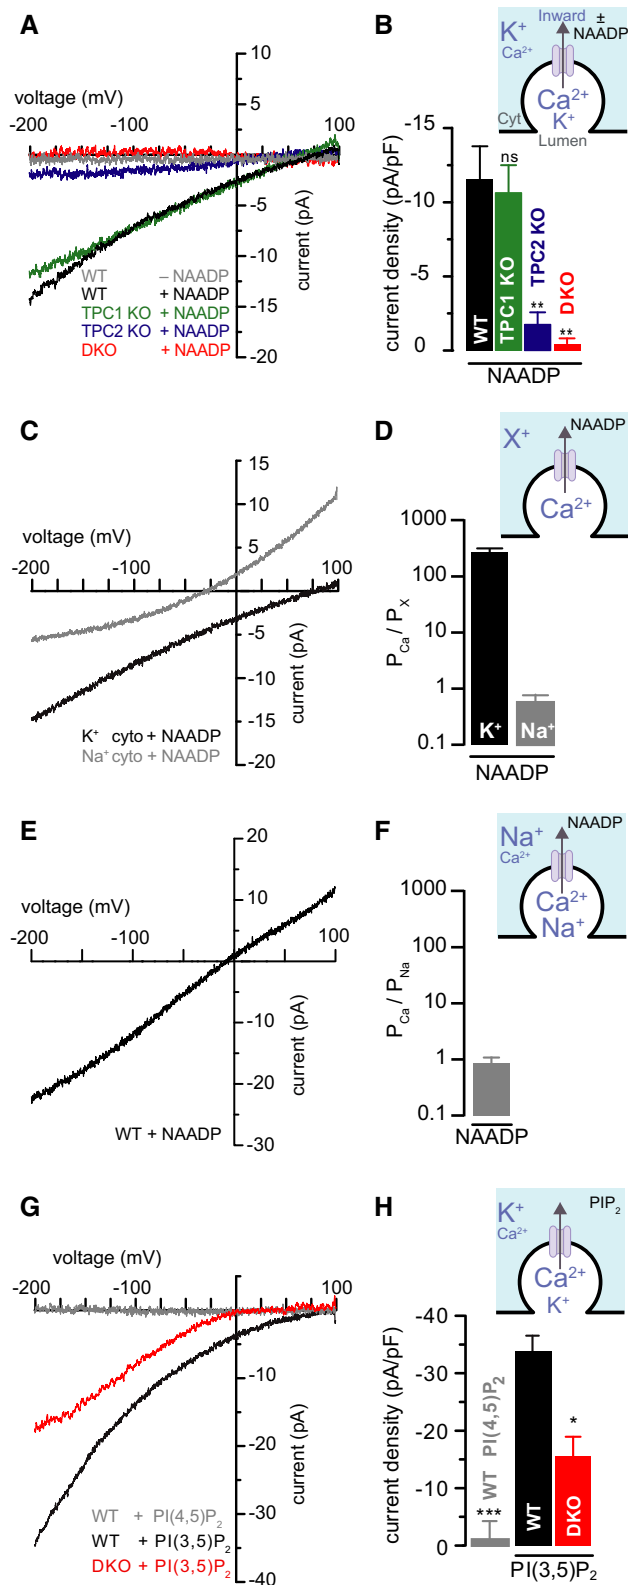 A
voltage (mV)
-200
-100
100
10
5
-5
-10
-15
-20
current (pA)
WT – NAADP
WT + NAADP
TPC1 KO + NAADP
TPC2 KO + NAADP
DKO + NAADP
B
K+
Ca2+
Inward
±
NAADP
Ca2+
K+
Cyt
Lumen
current density (pA/pF)
-15
-10
-5
0
WT
ns
TPC1 KO
TPC2 KO
**
DKO
**
NAADP
C
voltage (mV)
-200
-100
100
15
10
5
-5
-10
-15
-20
current (pA)
K+ cyto + NAADP
Na+ cyto + NAADP
D
X+
NAADP
Ca2+
PCa / PX
1000
100
10
1
0.1
K+
Na+
NAADP
E
voltage (mV)
-200
-100
100
20
10
-10
-20
-30
current (pA)
WT + NAADP
F
Na+
Ca2+
NAADP
Ca2+
Na+
PCa / PNa
1000
100
10
1
0.1
NAADP
G
voltage (mV)
-200
-100
100
5
-10
-20
-30
-40
current (pA)
WT + PI(4,5)P2
WT + PI(3,5)P2
DKO + PI(3,5)P2
H
K+
Ca2+
PIP2
Ca2+
K+
current density (pA/pF)
-40
-30
-20
-10
0
WT PI(4,5)P2
***
WT
*
DKO
PI(3,5)P2